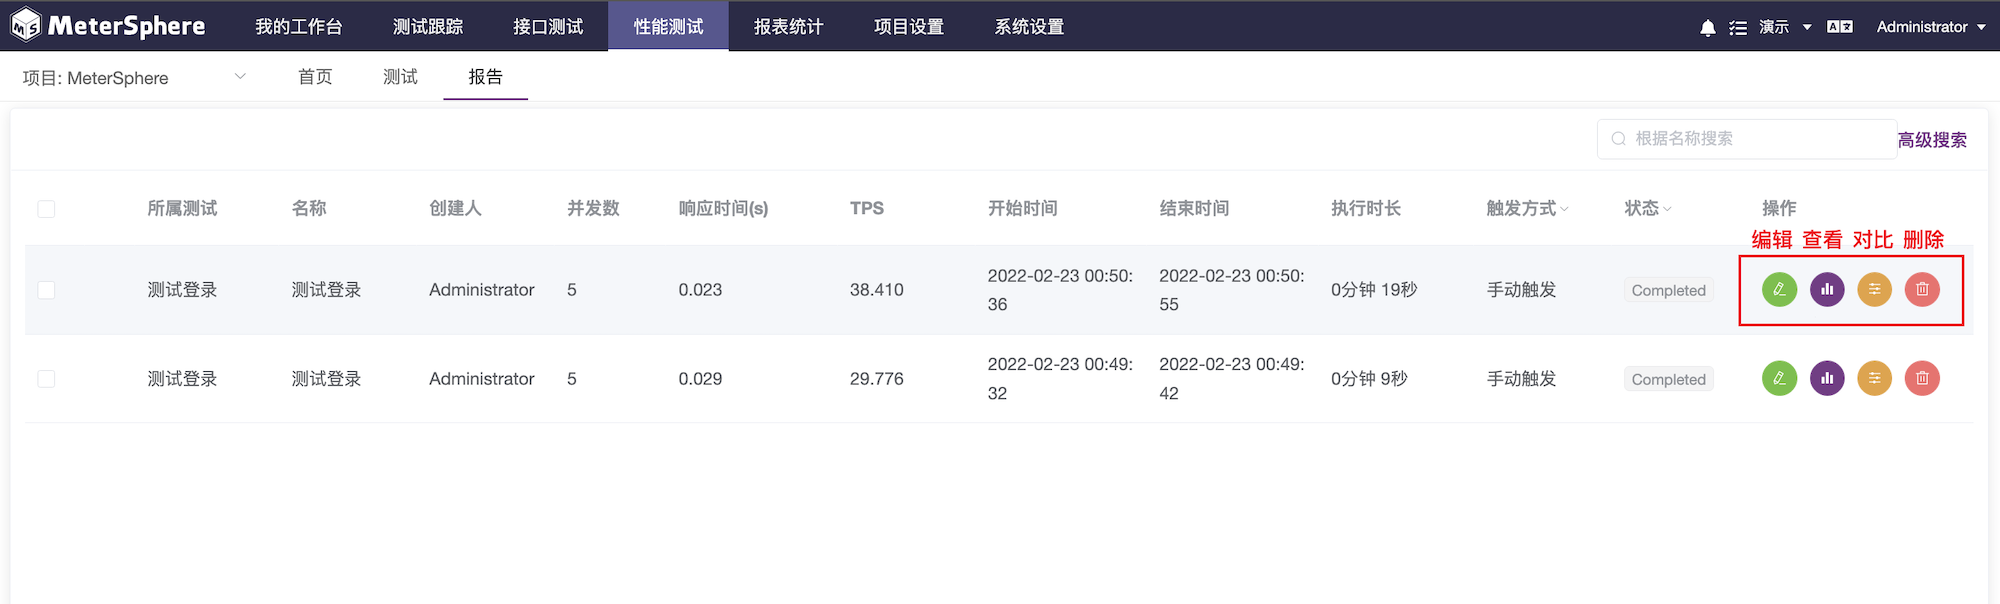 MS MeterSphere 我的工作台 测试跟踪 接口测试 性能测试 报表统计 项目设置 系统设置 演示 Administrator
项目: MeterSphere 首页 测试 报告
根据名称搜索 高级搜索
所属测试 名称 创建人 并发数 响应时间(s) TPS 开始时间 结束时间 执行时长 触发方式 状态 操作
编辑 查看 对比 删除
测试登录 测试登录 Administrator 5 0.023 38.410 2022-02-23 00:50:36 2022-02-23 00:50:55 0分钟 19秒 手动触发 Completed
测试登录 测试登录 Administrator 5 0.029 29.776 2022-02-23 00:49:32 2022-02-23 00:49:42 0分钟 9秒 手动触发 Completed